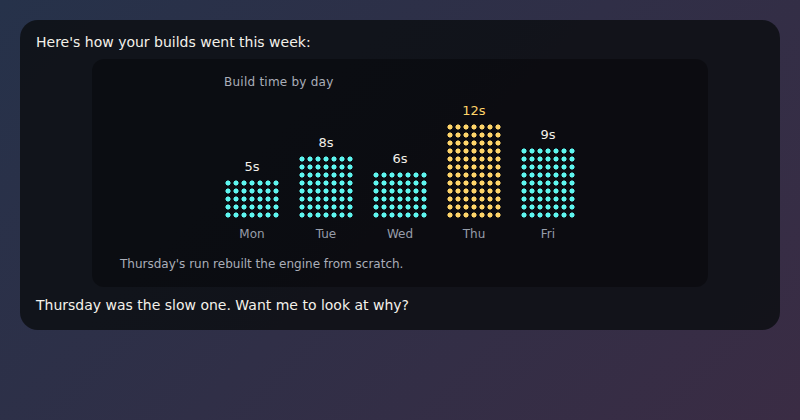 Here's how your builds went this week:
Build time by day
5s
8s
6s
12s
9s
Mon
Tue
Wed
Thu
Fri
Thursday's run rebuilt the engine from scratch.
Thursday was the slow one. Want me to look at why?